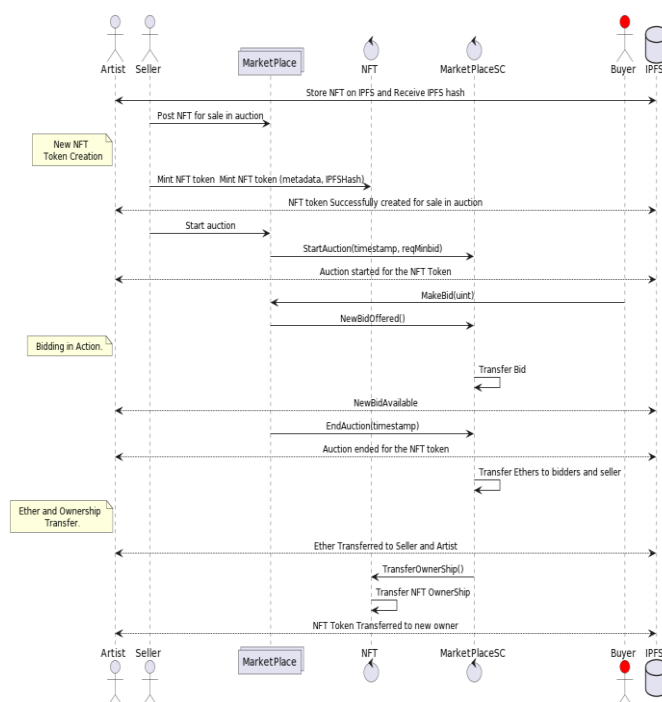 Artist Seller MarketPlace NFT MarketPlaceSC Buyer IPFS
Store NFT on IPFS and Receive IPFS hash
Post NFT for sale in auction
New NFT
Token Creation
Mint NFT token Mint NFT token (metadata, IPFSHash)
NFT token Successfully created for sale in auction
Start auction
StartAuction(timestamp, reqMinbid)
Auction started for the NFT Token
MakeBid(uint)
NewBidOffered()
Bidding in Action.
Transfer Bid
NewBidAvailable
EndAuction(timestamp)
Auction ended for the NFT token
Transfer Ethers to bidders and seller
Ether and Ownership
Transfer.
Ether Transferred to Seller and Artist
TransferOwnerShip()
Transfer NFT OwnerShip
NFT Token Transferred to new owner
Artist Seller MarketPlace NFT MarketPlaceSC Buyer IPFS